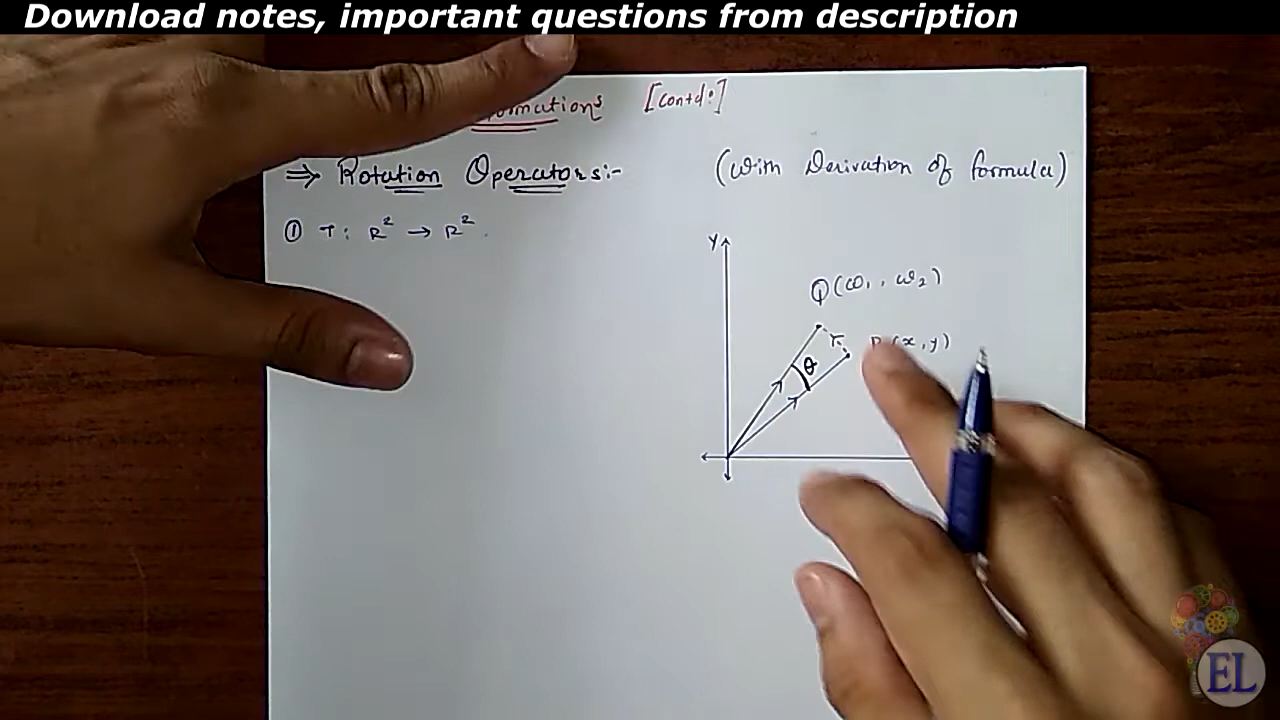 Download notes, important questions from description
[contd:]
⇒ Rotation Operators:- (With Derivation of formula)
① T: R² → R².
Y
Q(ω₁, ω₂)
(x, y)
r
θ
EL